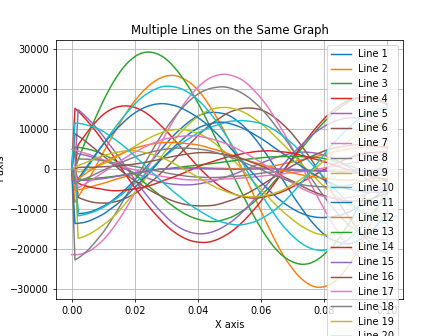 Multiple Lines on the Same Graph
30000
20000
10000
0
−10000
−20000
−30000
0.00
0.02
0.04
0.06
0.08
X axis
Line 1
Line 2
Line 3
Line 4
Line 5
Line 6
Line 7
Line 8
Line 9
Line 10
Line 11
Line 12
Line 13
Line 14
Line 15
Line 16
Line 17
Line 18
Line 19
Line 20